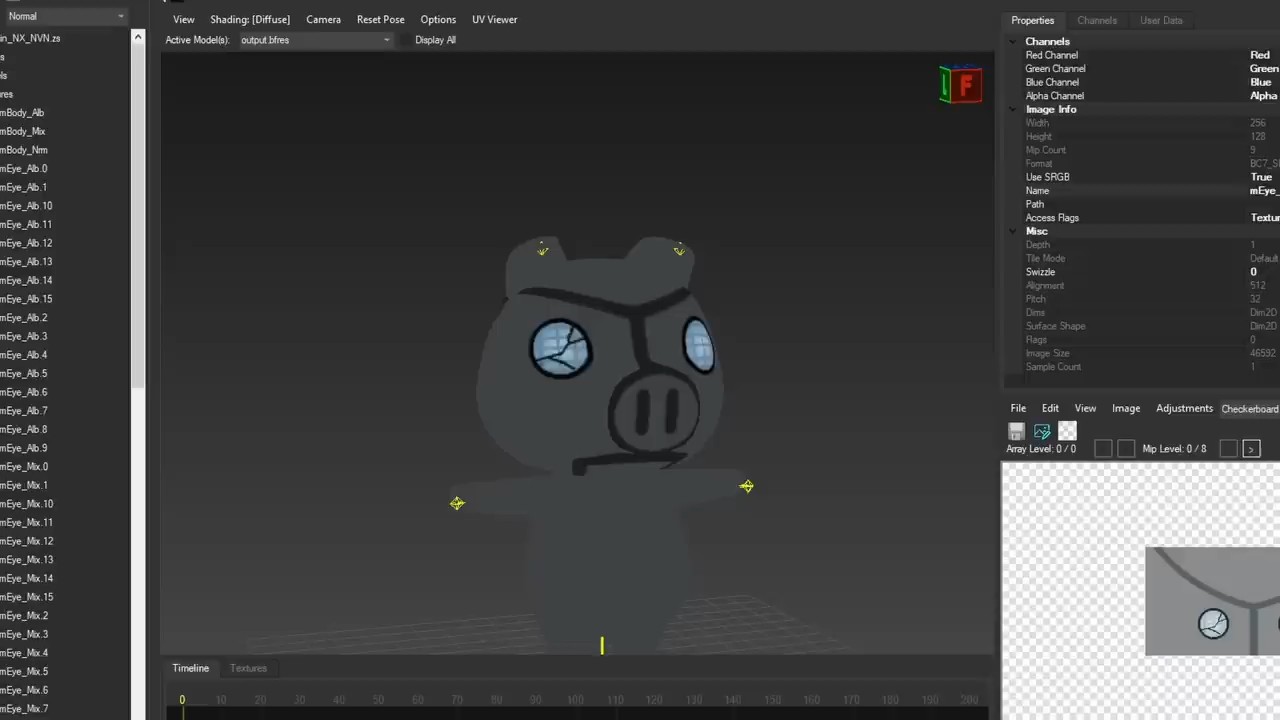 Normal
in_NX_NVN.zs
s
els
ures
mBody_Alb
mBody_Mix
mBody_Nrm
mEye_Alb.0
mEye_Alb.1
mEye_Alb.10
mEye_Alb.11
mEye_Alb.12
mEye_Alb.13
mEye_Alb.14
mEye_Alb.15
mEye_Alb.2
mEye_Alb.3
mEye_Alb.4
mEye_Alb.5
mEye_Alb.6
mEye_Alb.7
mEye_Alb.8
mEye_Alb.9
mEye_Mix.0
mEye_Mix.1
mEye_Mix.10
mEye_Mix.11
mEye_Mix.12
mEye_Mix.13
mEye_Mix.14
mEye_Mix.15
mEye_Mix.2
mEye_Mix.3
mEye_Mix.4
mEye_Mix.5
mEye_Mix.6
mEye_Mix.7
View Shading: [Diffuse] Camera Reset Pose Options UV Viewer
Active Model(s): output.bfres Display All
L F
Timeline Textures
0 10 20 30 40 50 60 70 80 90 100 110 120 130 140 150 160 170 180 190 200
Properties Channels User Data
Channels
Red Channel Red
Green Channel Green
Blue Channel Blue
Alpha Channel Alpha
Image Info
Width 256
Height 128
Mip Count 9
Format BC7_S
Use SRGB True
Name mEye_
Path
Access Flags Textur
Misc
Depth 1
Tile Mode Default
Swizzle 0
Alignment 512
Pitch 32
Dims Dim2D
Surface Shape Dim2D
Flags 0
Image Size 46592
Sample Count 1
File Edit View Image Adjustments Checkerboard
Array Level: 0 / 0 Mip Level: 0 / 8 >